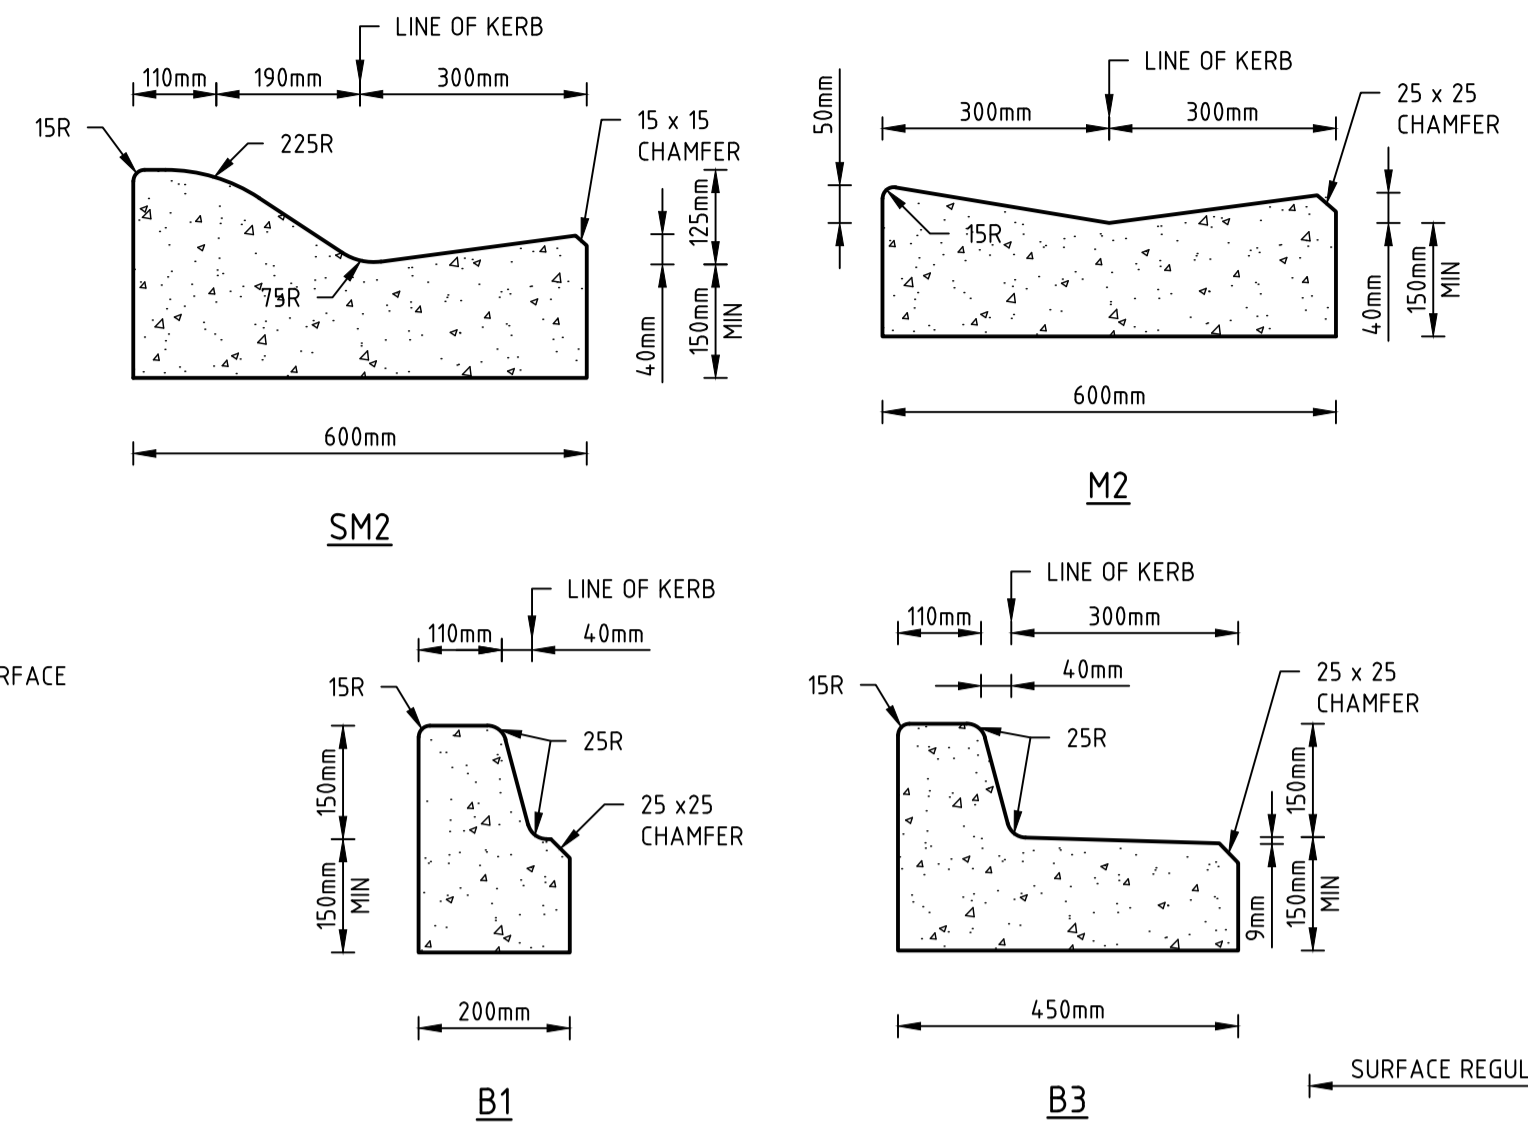 LINE OF KERB
110mm 190mm 300mm
15R
225R
15 x 15
CHAMFER
125mm
75R
40mm
150mm
MIN
600mm
SM2
LINE OF KERB
50mm
300mm 300mm
25 x 25
CHAMFER
15R
40mm
150mm
MIN
600mm
M2
RFACE
LINE OF KERB
110mm 40mm
15R
25R
150mm
25 x25
CHAMFER
150mm
MIN
200mm
B1
LINE OF KERB
110mm 300mm
40mm
15R
25R
25 x 25
CHAMFER
150mm
9mm
150mm
MIN
450mm
B3
SURFACE REGUL